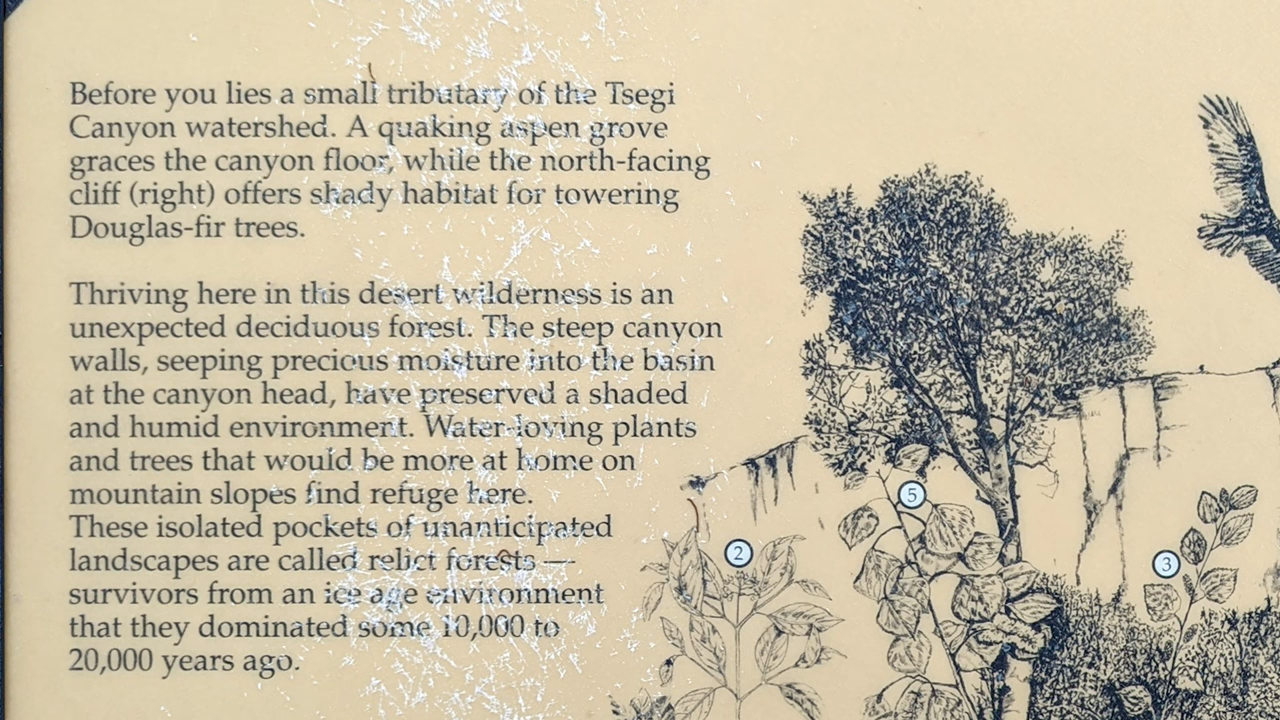 Before you lies a small tributary of the Tsegi
Canyon watershed. A quaking aspen grove
graces the canyon floor, while the north-facing
cliff (right) offers shady habitat for towering
Douglas-fir trees.
Thriving here in this desert wilderness is an
unexpected deciduous forest. The steep canyon
walls, seeping precious moisture into the basin
at the canyon head, have preserved a shaded
and humid environment. Water-loving plants
and trees that would be more at home on
mountain slopes find refuge here.
These isolated pockets of unanticipated
landscapes are called relict forests —
survivors from an ice age environment
that they dominated some 10,000 to
20,000 years ago.
5
2
3